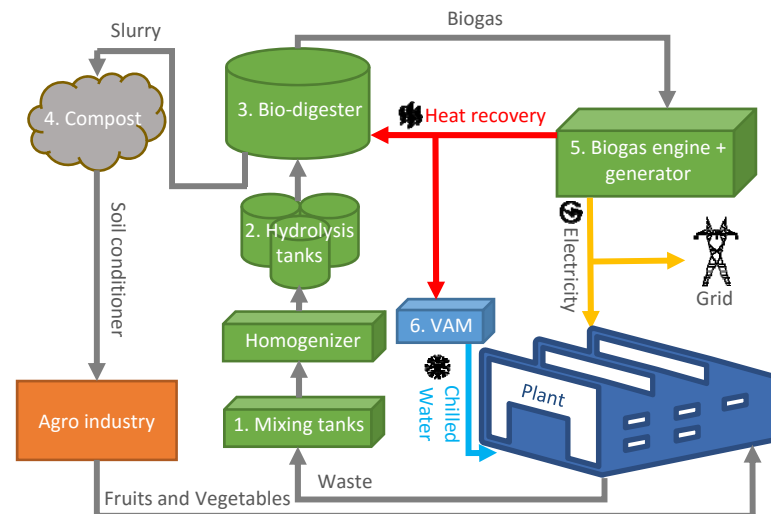 Slurry
Biogas
4. Compost
3. Bio-digester
Heat recovery
5. Biogas engine +
generator
Soil conditioner
2. Hydrolysis
tanks
Electricity
Grid
6. VAM
Homogenizer
Chilled
Water
Plant
Agro industry
1. Mixing tanks
Waste
Fruits and Vegetables